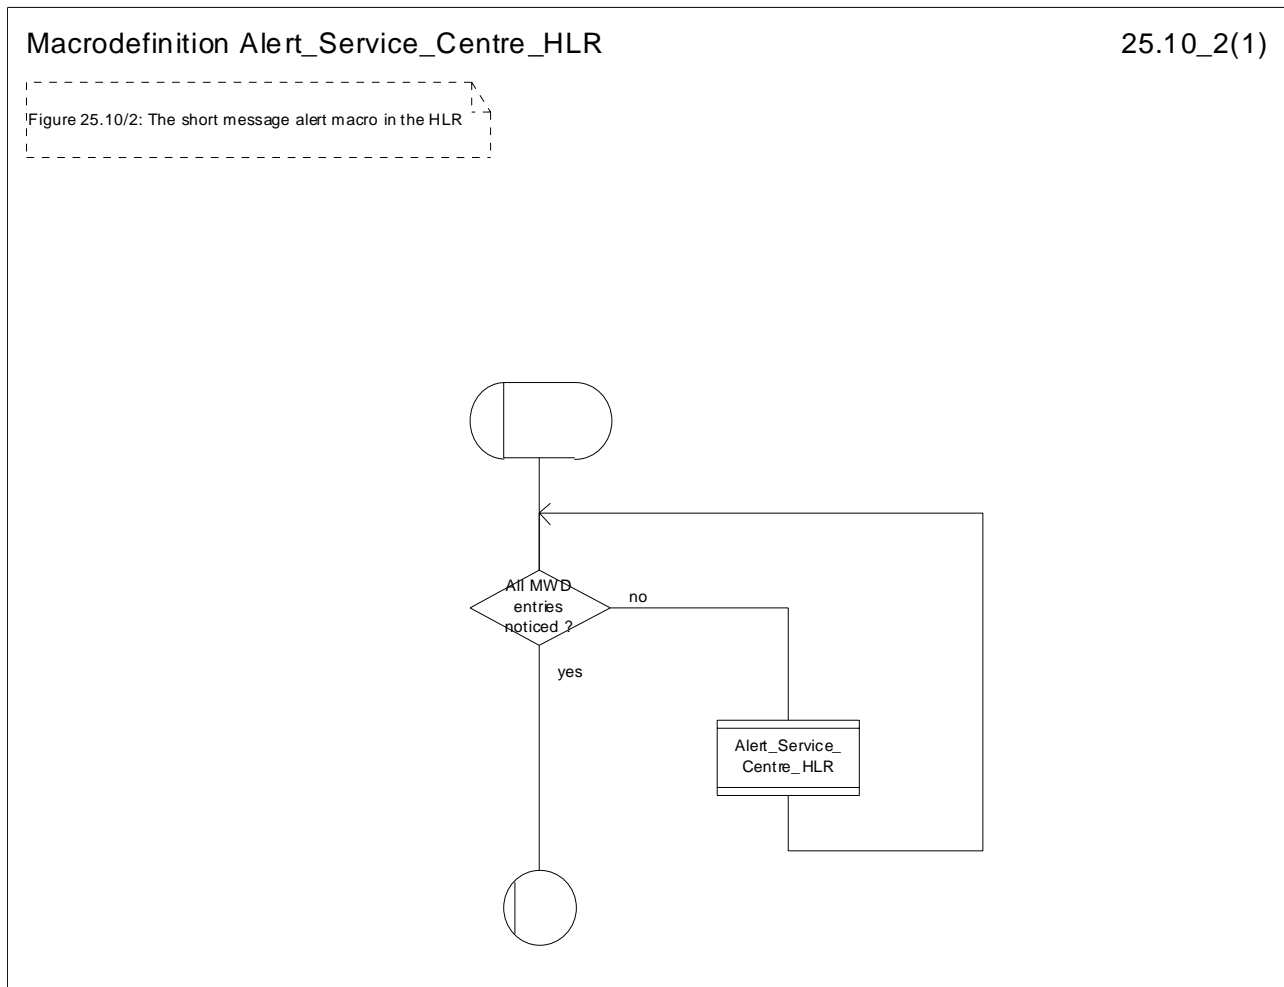 Macrodefinition Alert_Service_Centre_HLR
25.10_2(1)
Figure 25.10/2: The short message alert macro in the HLR
All MWD
entries
noticed ?
no
yes
Alert_Service_
Centre_HLR